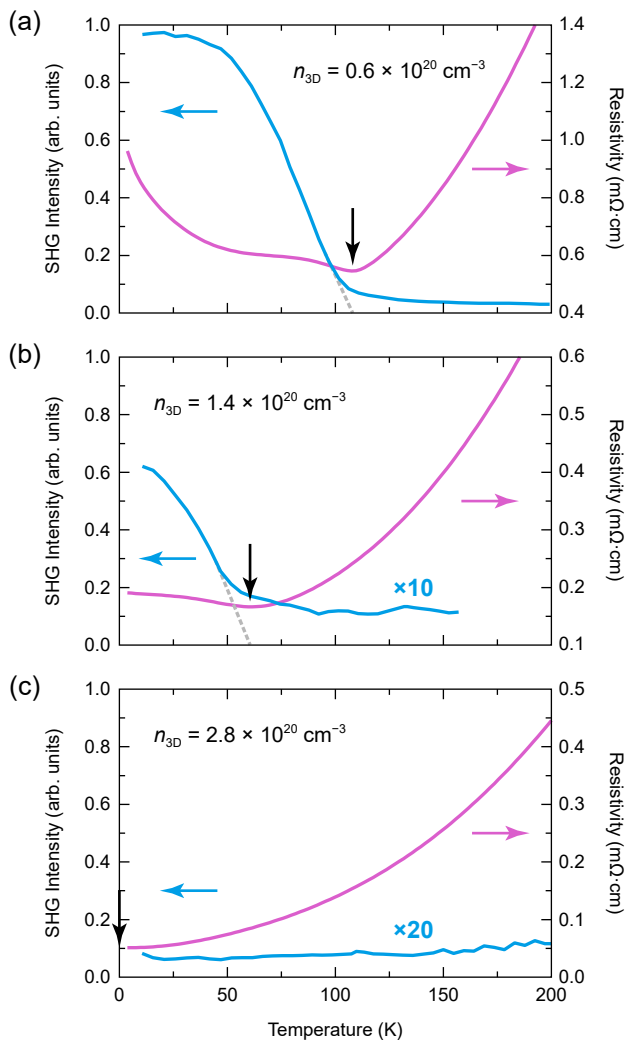 (a)
SHG Intensity (arb. units)
1.0
0.8
0.6
0.4
0.2
0.0
n3D = 0.6 × 10²⁰ cm⁻³
1.4
1.2
1.0
0.8
0.6
0.4
Resistivity (mΩ·cm)
(b)
SHG Intensity (arb. units)
1.0
0.8
0.6
0.4
0.2
0.0
n3D = 1.4 × 10²⁰ cm⁻³
×10
0.6
0.5
0.4
0.3
0.2
0.1
Resistivity (mΩ·cm)
(c)
SHG Intensity (arb. units)
1.0
0.8
0.6
0.4
0.2
0.0
n3D = 2.8 × 10²⁰ cm⁻³
×20
0.5
0.4
0.3
0.2
0.1
0.0
Resistivity (mΩ·cm)
0 50 100 150 200
Temperature (K)